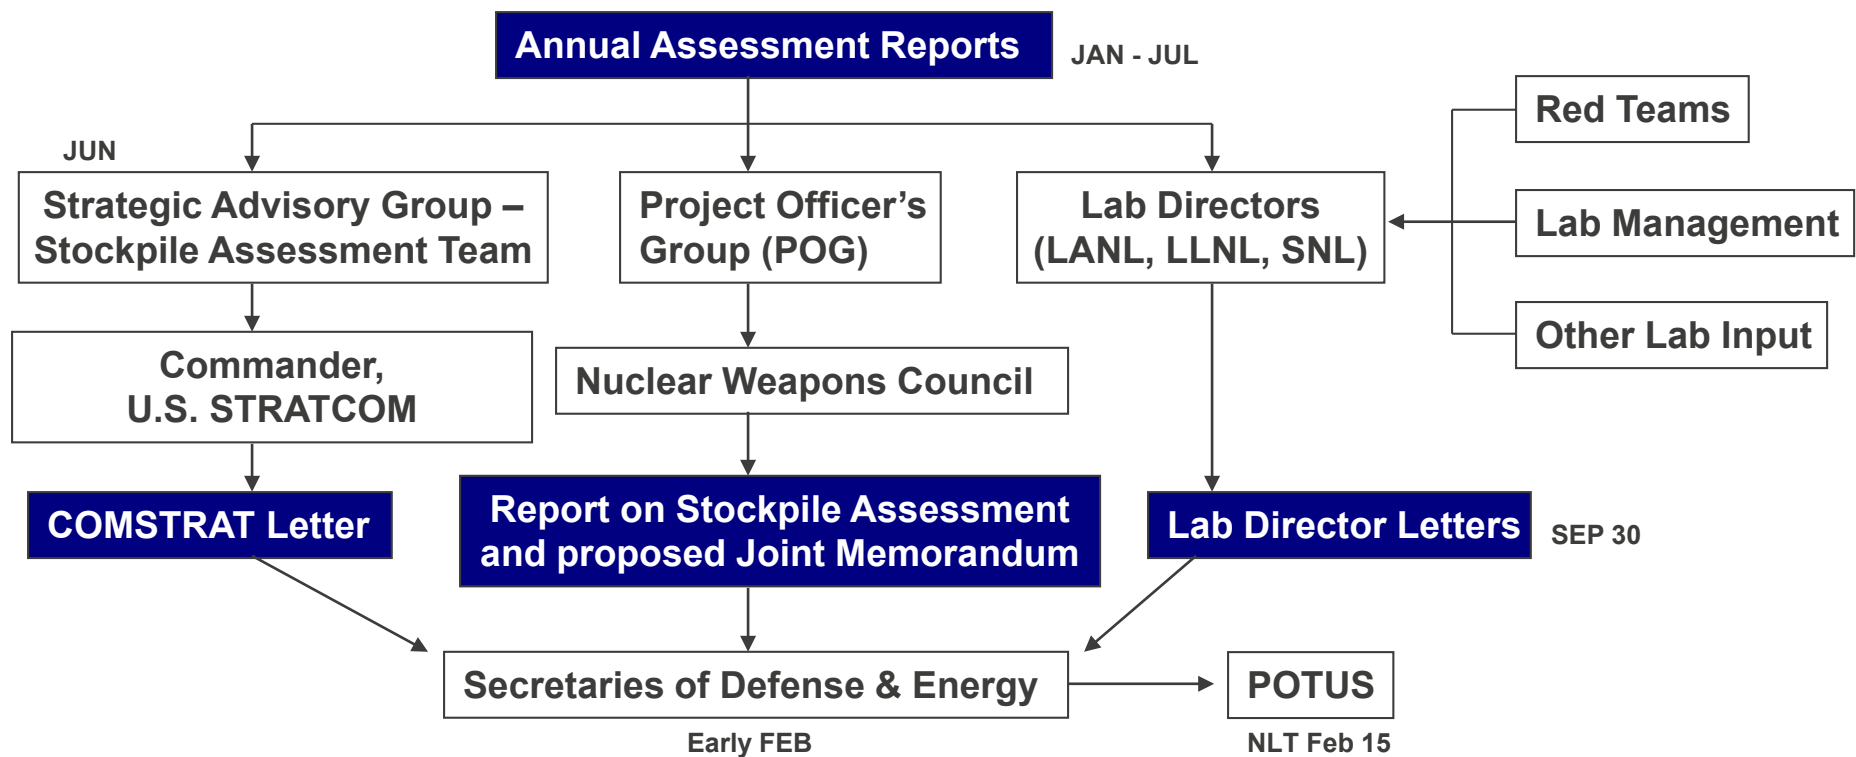 Annual Assessment Reports
JAN - JUL
Red Teams
JUN
Strategic Advisory Group –
Stockpile Assessment Team
Project Officer’s
Group (POG)
Lab Directors
(LANL, LLNL, SNL)
Lab Management
Other Lab Input
Commander,
U.S. STRATCOM
Nuclear Weapons Council
COMSTRAT Letter
Report on Stockpile Assessment
and proposed Joint Memorandum
Lab Director Letters
SEP 30
Secretaries of Defense & Energy
POTUS
Early FEB
NLT Feb 15